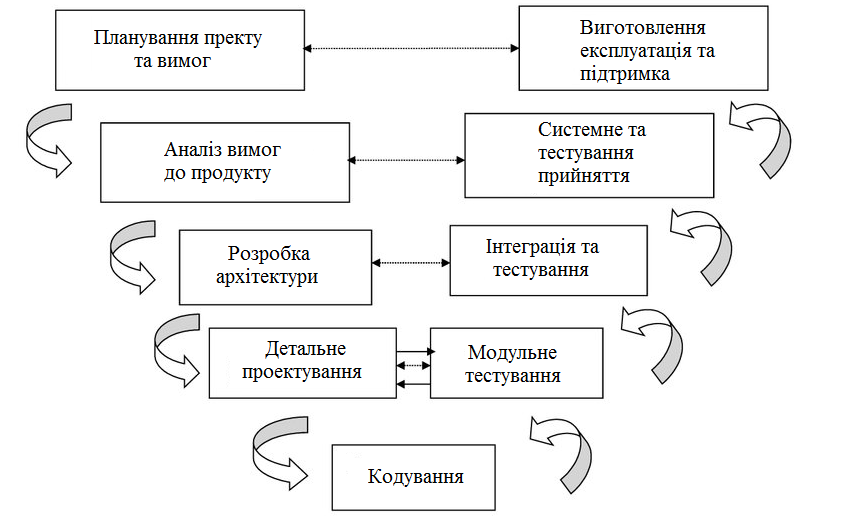 Планування пректу
та вимог
Виготовлення
експлуатація та
підтримка
Аналіз вимог
до продукту
Системне та
тестування
прийняття
Розробка
архітектури
Інтеграція та
тестування
Детальне
проектування
Модульне
тестування
Кодування